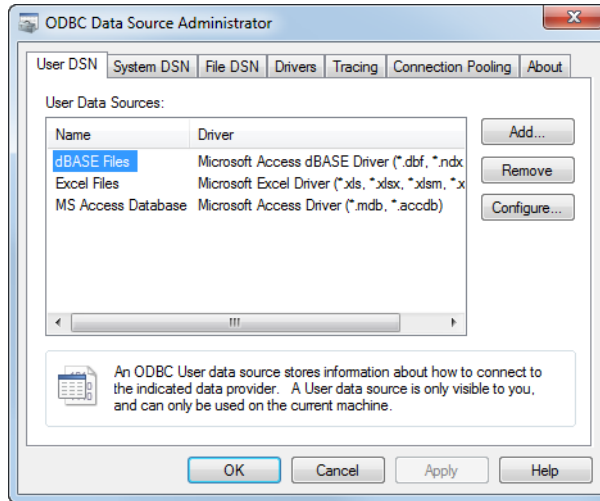 ODBC Data Source Administrator
User DSN System DSN File DSN Drivers Tracing Connection Pooling About
User Data Sources:
Name Driver
dBASE Files Microsoft Access dBASE Driver (*.dbf, *.ndx
Excel Files Microsoft Excel Driver (*.xls, *.xlsx, *.xlsm, *.x
MS Access Database Microsoft Access Driver (*.mdb, *.accdb)
Add...
Remove
Configure...
An ODBC User data source stores information about how to connect to
the indicated data provider. A User data source is only visible to you,
and can only be used on the current machine.
OK Cancel Apply Help